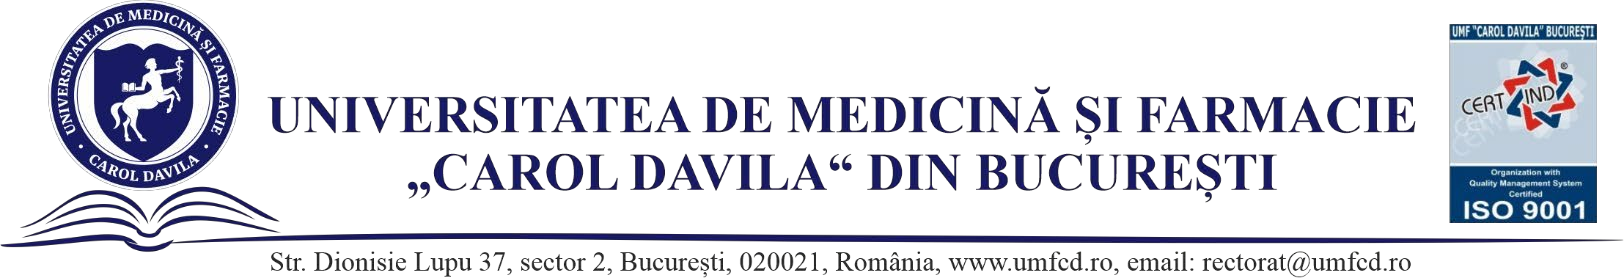 UNIVERSITATEA DE MEDICINĂ ȘI FARMACIE
• CAROL DAVILA •
UNIVERSITATEA DE MEDICINĂ ȘI FARMACIE
„CAROL DAVILA“ DIN BUCUREȘTI
UMF "CAROL DAVILA" BUCUREŞTI
CERT IND ®
Organization with
Quality Management System
Certified
ISO 9001
Str. Dionisie Lupu 37, sector 2, București, 020021, România, www.umfcd.ro, email: rectorat@umfcd.ro